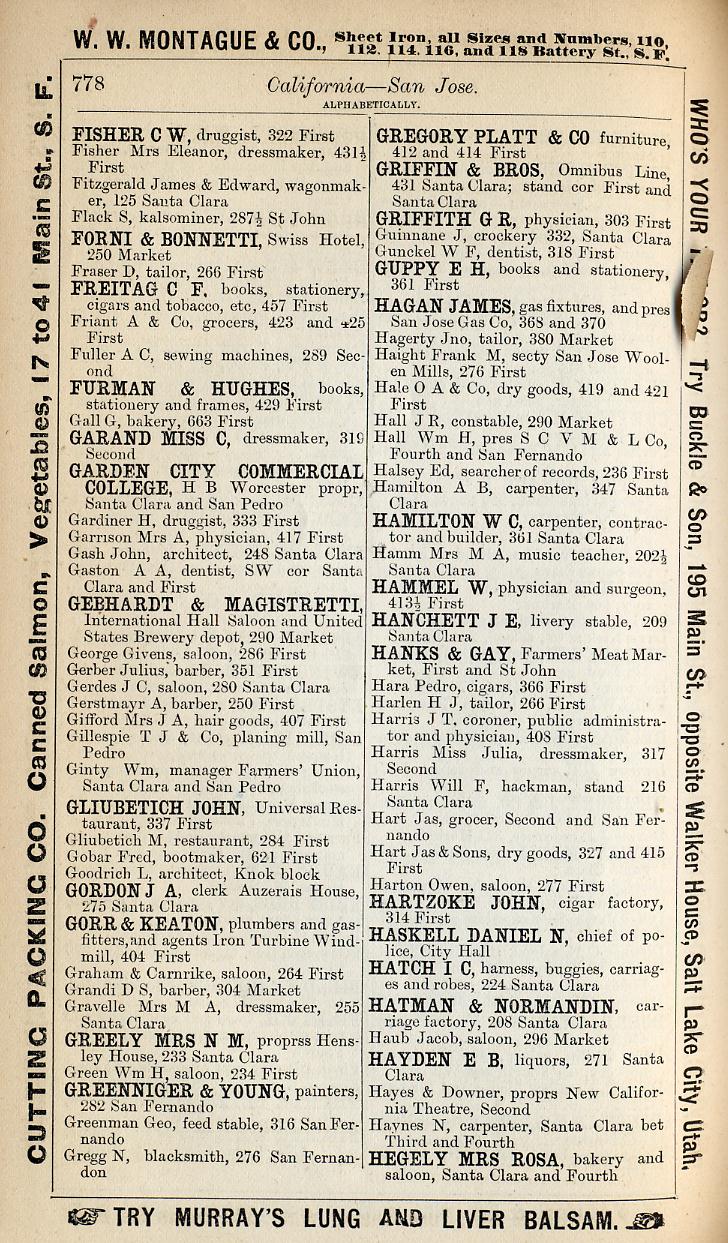 W. W. MONTAGUE & CO., Sheet Iron, all Sizes and Numbers, 110,
112, 114, 116, and 118 Battery St., S. F.
778 California—San Jose.
ALPHABETICALLY.
FISHER C W, druggist, 322 First
Fisher Mrs Eleanor, dressmaker, 431½
First
Fitzgerald James & Edward, wagonmak-
er, 125 Santa Clara
Flack S, kalsominer, 287½ St John
FORNI & BONNETTI, Swiss Hotel,
250 Market
Fraser D, tailor, 266 First
FREITAG C F, books, stationery,
cigars and tobacco, etc, 457 First
Friant A & Co, grocers, 423 and 425
First
Fuller A C, sewing machines, 289 Sec-
ond
FURMAN & HUGHES, books,
stationery and frames, 429 First
Gall G, bakery, 663 First
GARAND MISS C, dressmaker, 319
Second
GARDEN CITY COMMERCIAL
COLLEGE, H B Worcester propr,
Santa Clara and San Pedro
Gardiner H, druggist, 333 First
Garrison Mrs A, physician, 417 First
Gash John, architect, 248 Santa Clara
Gaston A A, dentist, SW cor Santa
Clara and First
GEBHARDT & MAGISTRETTI,
International Hall Saloon and United
States Brewery depot, 290 Market
George Givens, saloon, 286 First
Gerber Julius, barber, 351 First
Gerdes J C, saloon, 280 Santa Clara
Gerstmayr A, barber, 250 First
Gifford Mrs J A, hair goods, 407 First
Gillespie T J & Co, planing mill, San
Pedro
Ginty Wm, manager Farmers' Union,
Santa Clara and San Pedro
GLIUBETICH JOHN, Universal Res-
taurant, 337 First
Gliubetich M, restaurant, 284 First
Gobar Fred, bootmaker, 621 First
Goodrich L, architect, Knok block
GORDON J A, clerk Auzerais House,
275 Santa Clara
GORR & KEATON, plumbers and gas-
fitters, and agents Iron Turbine Wind-
mill, 404 First
Graham & Carnrike, saloon, 264 First
Grandi D S, barber, 304 Market
Gravelle Mrs M A, dressmaker, 255
Santa Clara
GREELY MRS N M, proprss Hens-
ley House, 233 Santa Clara
Green Wm H, saloon, 234 First
GREENNIGER & YOUNG, painters,
282 San Fernando
Greenman Geo, feed stable, 316 San Fer-
nando
Gregg N, blacksmith, 276 San Fernan-
don
GREGORY PLATT & CO furniture,
412 and 414 First
GRIFFIN & BROS, Omnibus Line,
431 Santa Clara; stand cor First and
Santa Clara
GRIFFITH G R, physician, 303 First
Guinnane J, crockery 332, Santa Clara
Gunckel W F, dentist, 318 First
GUPPY E H, books and stationery,
361 First
HAGAN JAMES, gas fixtures, and pres
San Jose Gas Co, 368 and 370
Hagerty Jno, tailor, 380 Market
Haight Frank M, secty San Jose Wool-
en Mills, 276 First
Hale O A & Co, dry goods, 419 and 421
First
Hall J R, constable, 290 Market
Hall Wm H, pres S C V M & L Co,
Fourth and San Fernando
Halsey Ed, searcher of records, 236 First
Hamilton A B, carpenter, 347 Santa
Clara
HAMILTON W C, carpenter, contrac-
tor and builder, 361 Santa Clara
Hamm Mrs M A, music teacher, 202½
Santa Clara
HAMMEL W, physician and surgeon,
413½ First
HANCHETT J E, livery stable, 209
Santa Clara
HANKS & GAY, Farmers' Meat Mar-
ket, First and St John
Hara Pedro, cigars, 366 First
Harlen H J, tailor, 266 First
Harris J T, coroner, public administra-
tor and physician, 408 First
Harris Miss Julia, dressmaker, 317
Second
Harris Will F, hackman, stand 216
Santa Clara
Hart Jas, grocer, Second and San Fer-
nando
Hart Jas & Sons, dry goods, 327 and 415
First
Harton Owen, saloon, 277 First
HARTZOKE JOHN, cigar factory,
314 First
HASKELL DANIEL N, chief of po-
lice, City Hall
HATCH I C, harness, buggies, carriag-
es and robes, 224 Santa Clara
HATMAN & NORMANDIN, car-
riage factory, 208 Santa Clara
Haub Jacob, saloon, 296 Market
HAYDEN E B, liquors, 271 Santa
Clara
Hayes & Downer, proprs New Califor-
nia Theatre, Second
Haynes N, carpenter, Santa Clara bet
Third and Fourth
HEGELY MRS ROSA, bakery and
saloon, Santa Clara and Fourth
CUTTING PACKING CO. Canned Salmon, Vegetables, 17 to 41 Main St., S. F.
WHO'S YOUR Try Buckle & Son, 195 Main St., opposite Walker House, Salt Lake City, Utah.
TRY MURRAY'S LUNG AND LIVER BALSAM.